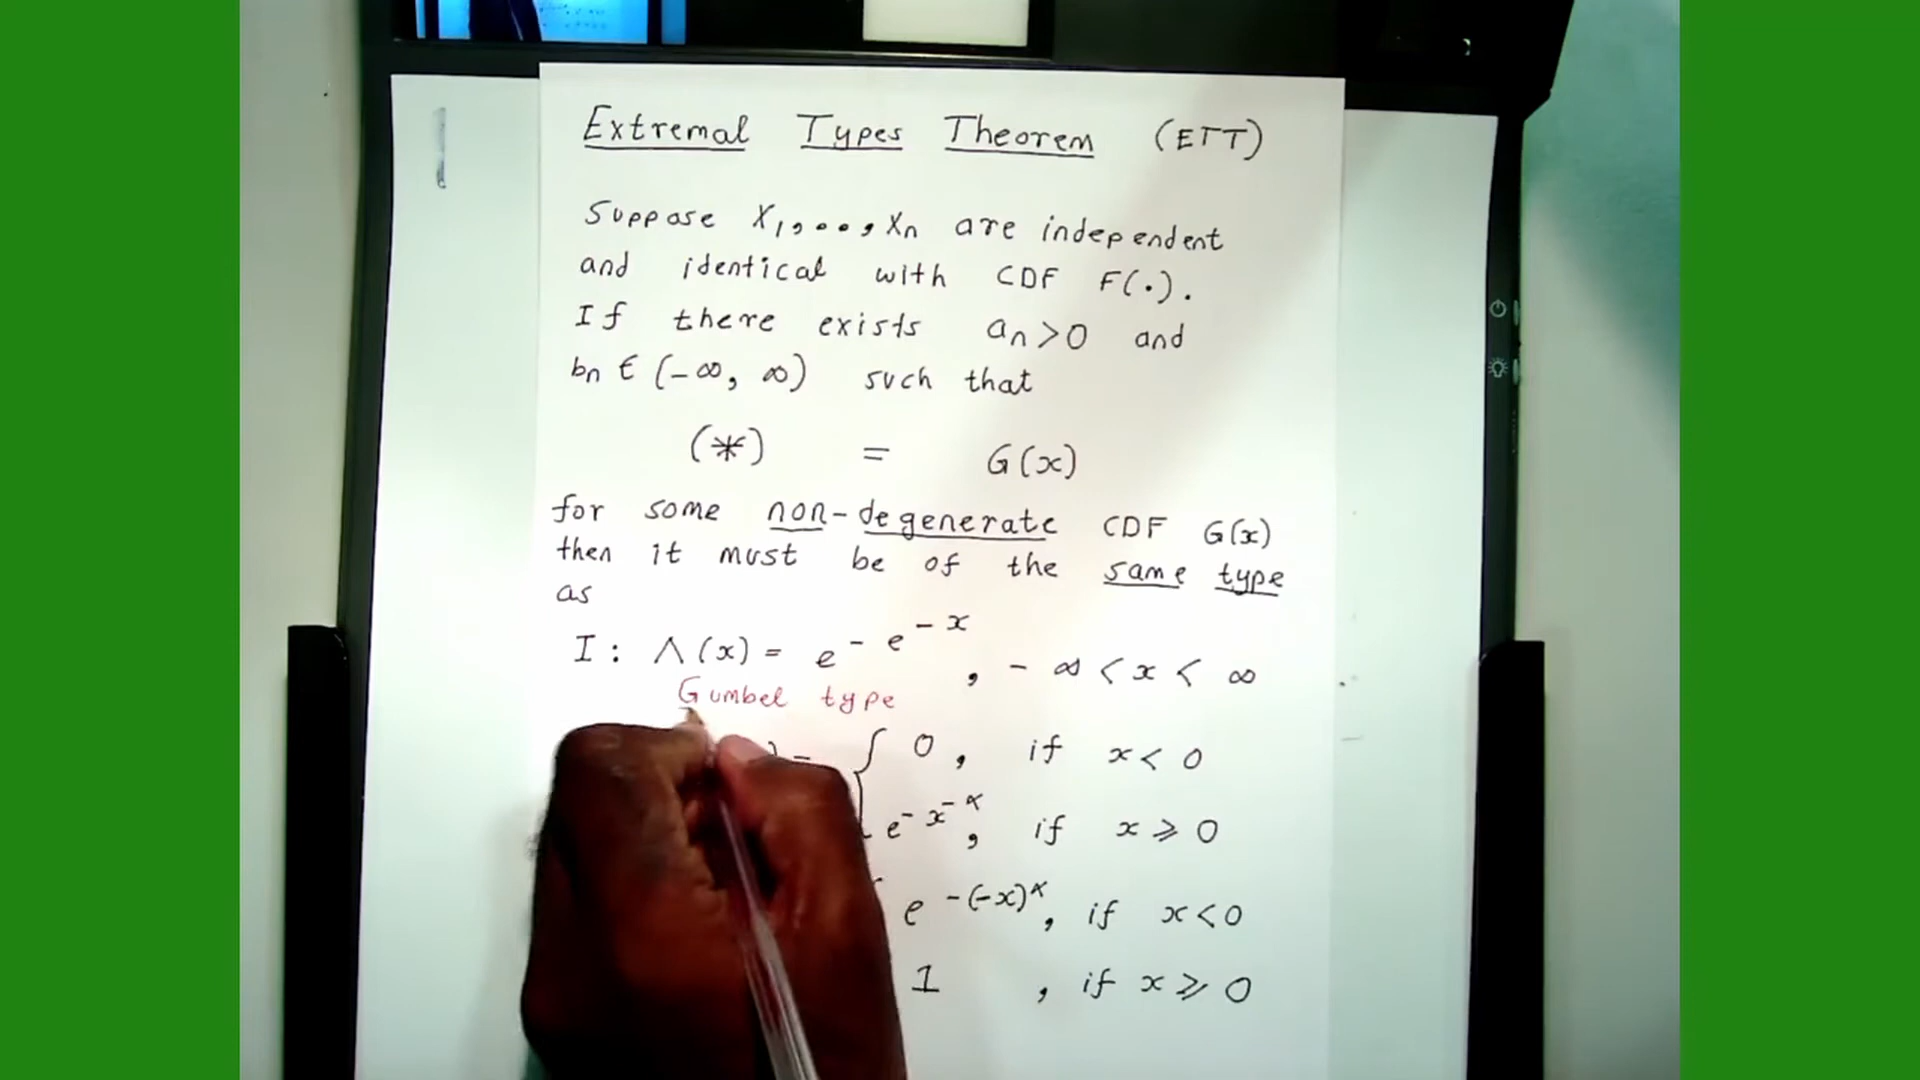 Extremal Types Theorem (ETT)
Suppose X₁,...,Xₙ are independent
and identical with CDF F(·).
If there exists aₙ>0 and
bₙ ∈ (-∞, ∞) such that
(*) = G(x)
for some non-degenerate CDF G(x)
then it must be of the same type
as
I: Λ(x) = e^{-e^{-x}}, -∞ < x < ∞
Gumbel type
{ 0, if x < 0
e^{-x^{-α}}, if x ⩾ 0
e^{-(-x)^α}, if x < 0
1, if x ⩾ 0